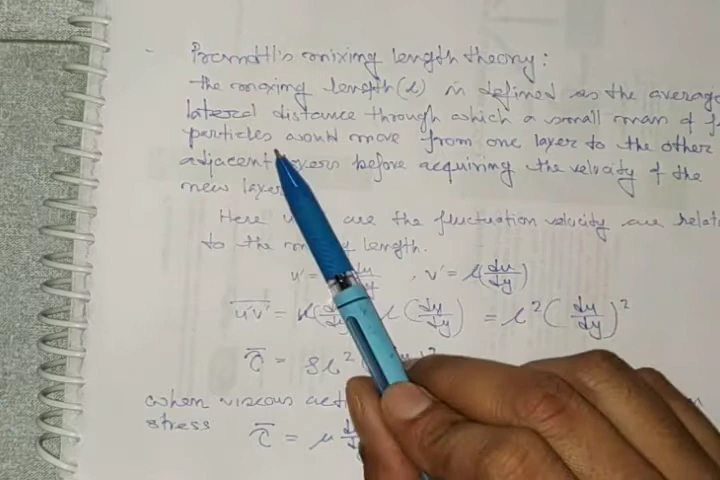 Prandtl's mixing length theory:
the mixing length (l) is defined as the average
lateral distance through which a small mass of
particles would move from one layer to the other
adjacent layers before acquiring the velocity of the
new layer
Here u are the fluctuation velocity are
to the length.
u' = du , v' = l(du/dy)
u'v' = l( l (du/dy) = l² (du/dy)²
τ = ρl²
when viscous
stress τ = μ